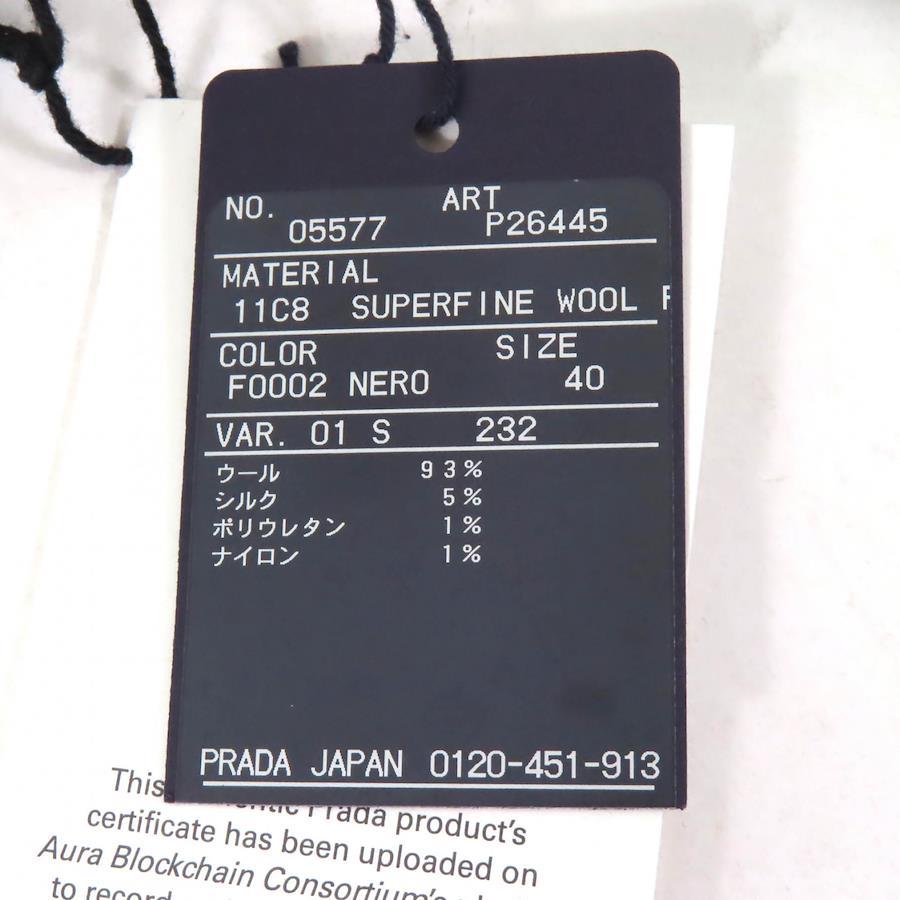 NO. ART
05577 P26445
MATERIAL
11C8 SUPERFINE WOOL
COLOR SIZE
F0002 NERO 40
VAR. 01 S 232
ウール 93%
シルク 5%
ポリウレタン 1%
ナイロン 1%
PRADA JAPAN 0120-451-913
This Prada product's
certificate has been uploaded on
Aura Blockchain Consortium's
to record